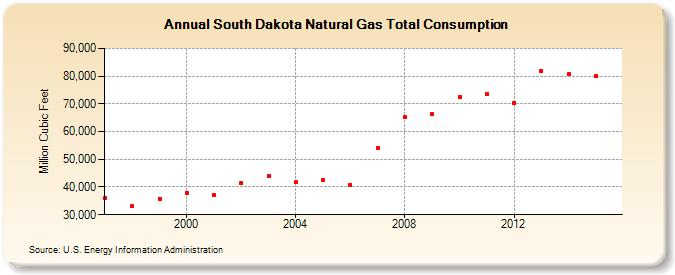 Annual South Dakota Natural Gas Total Consumption
Million Cubic Feet
90,000
80,000
70,000
60,000
50,000
40,000
30,000
2000 2004 2008 2012
Source: U.S. Energy Information Administration